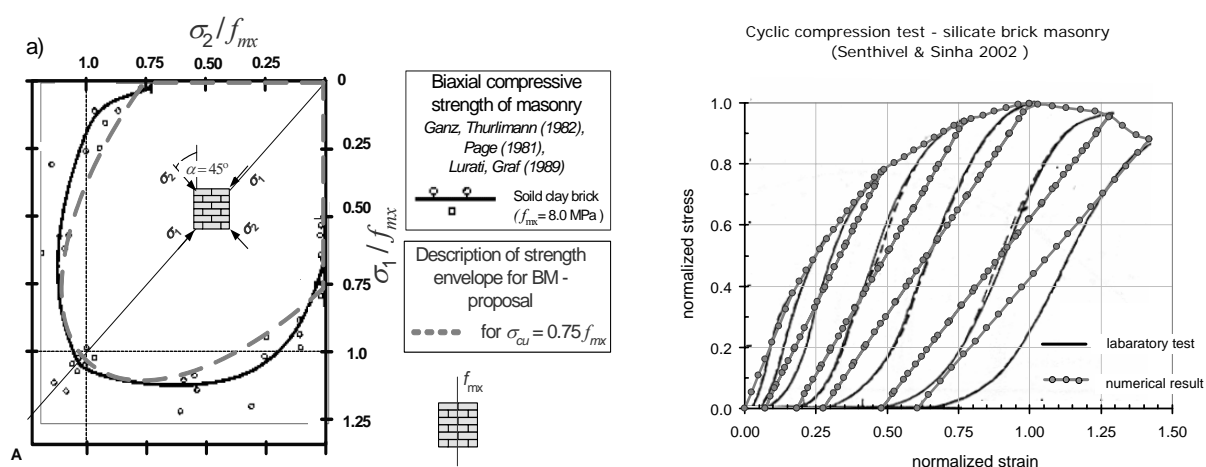 a)
σ2/fmx
1.0 0.75 0.50 0.25
0
0.25
0.50
0.75
1.0
1.25
σ1/fmx
α=45°
σ2
σ1
σ1
σ2
A
Biaxial compressive
strength of masonry
Ganz, Thurlimann (1982),
Page (1981),
Lurati, Graf (1989)
Soild clay brick
(fmx= 8.0 MPa)
Description of strength
envelope for BM -
proposal
for σcu = 0.75 fmx
fmx
Cyclic compression test - silicate brick masonry
(Senthivel & Sinha 2002 )
normalized stress
1.0
0.8
0.6
0.4
0.2
0.0
0.00 0.25 0.50 0.75 1.00 1.25 1.50
normalized strain
labaratory test
numerical result